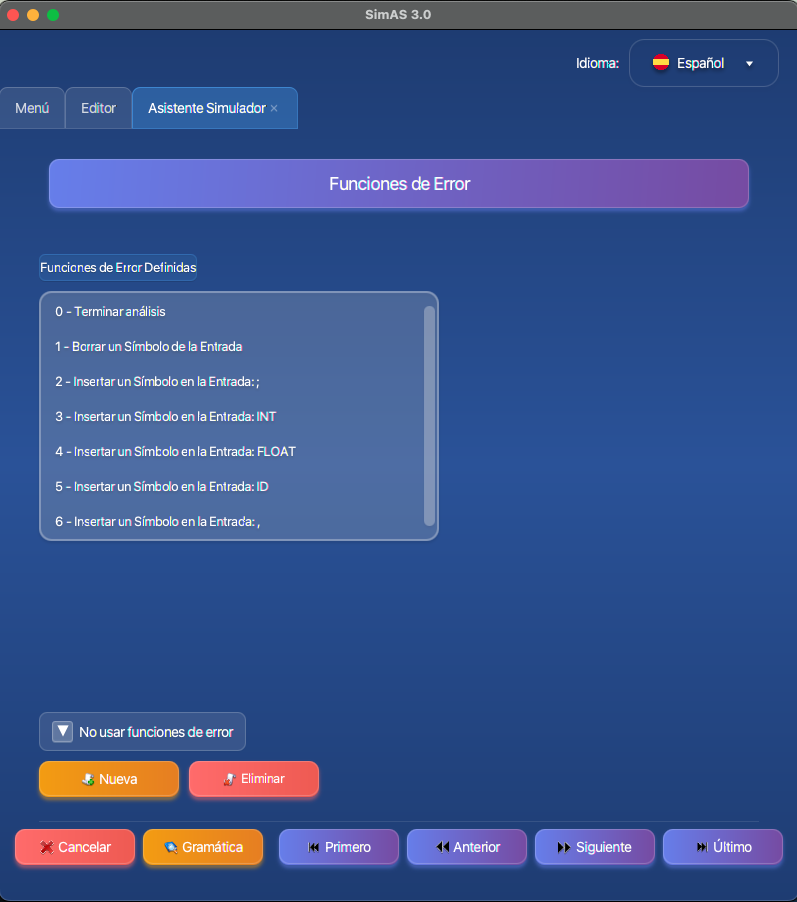 SimAS 3.0
Idioma: Español
Menú Editor Asistente Simulador ×
Funciones de Error
Funciones de Error Definidas
0 - Terminar análisis
1 - Borrar un Símbolo de la Entrada
2 - Insertar un Símbolo en la Entrada: ;
3 - Insertar un Símbolo en la Entrada: INT
4 - Insertar un Símbolo en la Entrada: FLOAT
5 - Insertar un Símbolo en la Entrada: ID
6 - Insertar un Símbolo en la Entrada: ,
No usar funciones de error
Nueva Eliminar
Cancelar Gramática Primero Anterior Siguiente Último